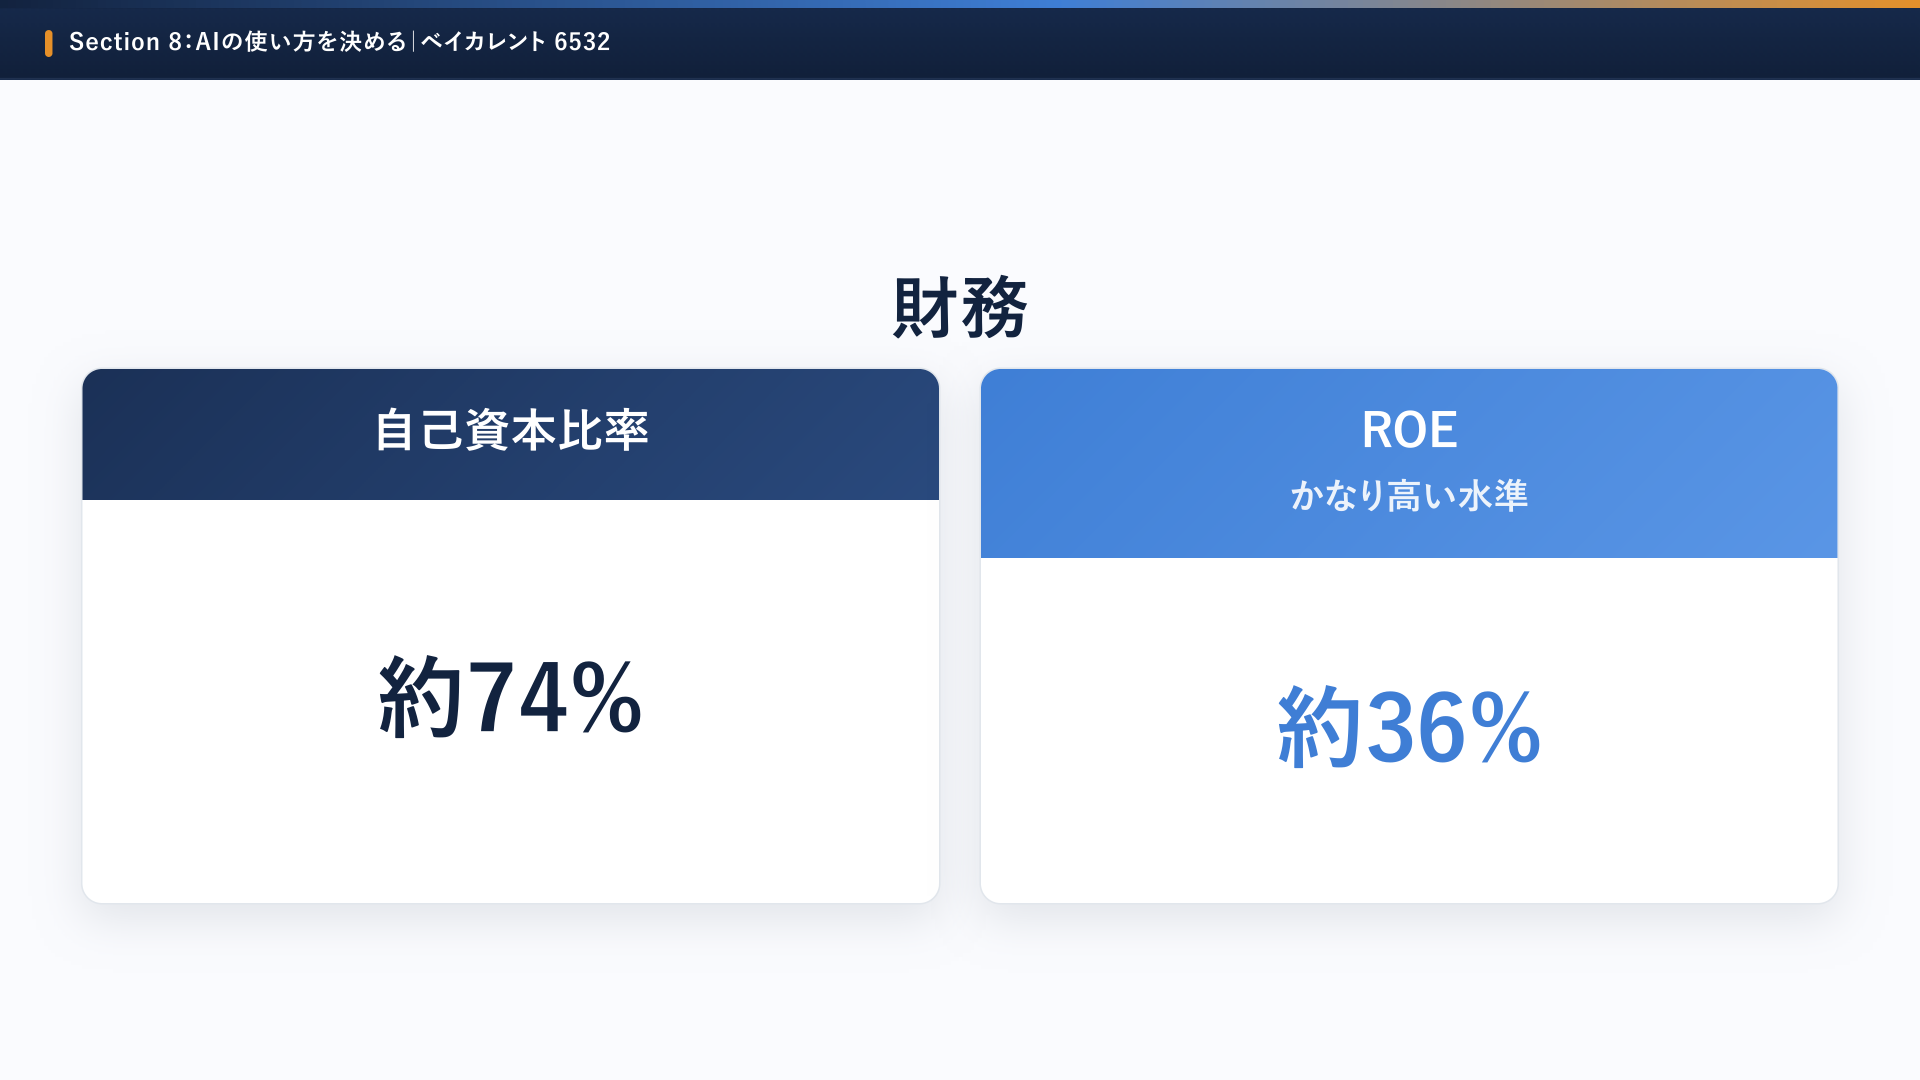 Section 8：AIの使い方を決める｜ベイカレント 6532
財務
自己資本比率
約74%
ROE
かなり高い水準
約36%